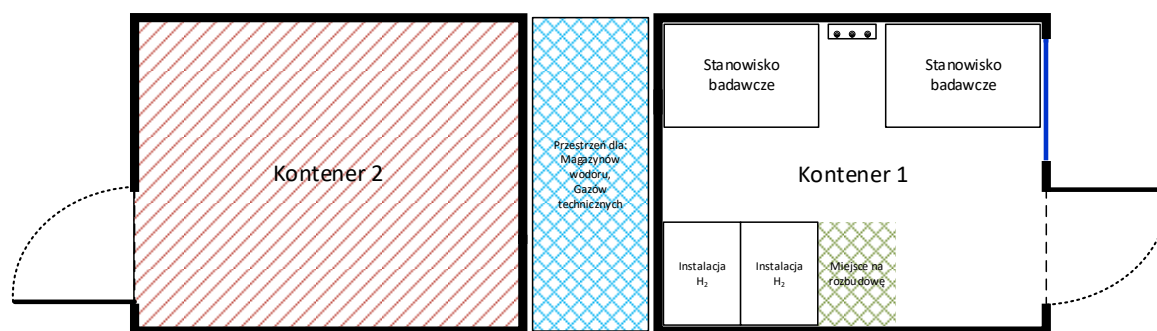 Kontener 2
Przestrzeń dla:
Magazynów
wodoru,
Gazów
technicznych
Stanowisko
badawcze
Stanowisko
badawcze
Kontener 1
Instalacja
H₂
Instalacja
H₂
Miejsce na
rozbudowę